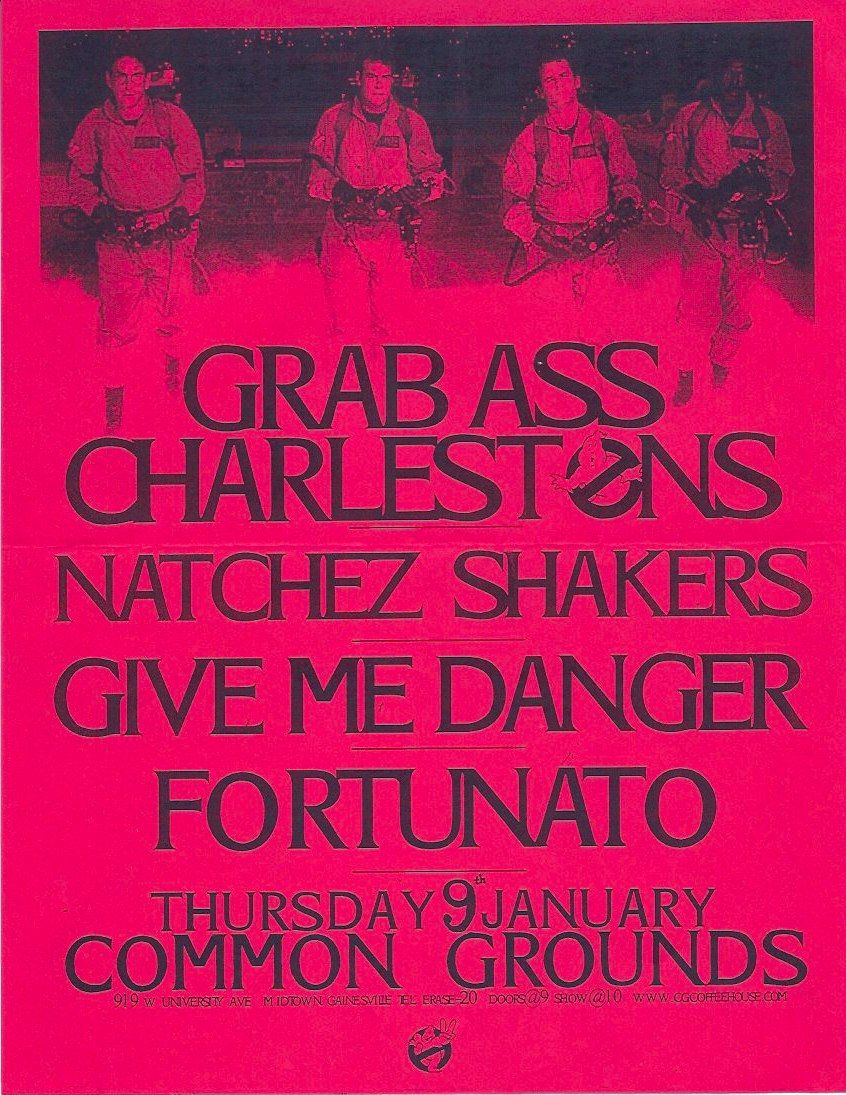 GRAB ASS
CHARLESTONS
NATCHEZ SHAKERS
GIVE ME DANGER
FORTUNATO
THURSDAY 9th JANUARY
COMMON GROUNDS
919 W UNIVERSITY AVE MIDTOWN GAINESVILLE TEL ERASE-20 DOORS@9 SHOW@10 WWW.CGCOFFEEHOUSE.COM